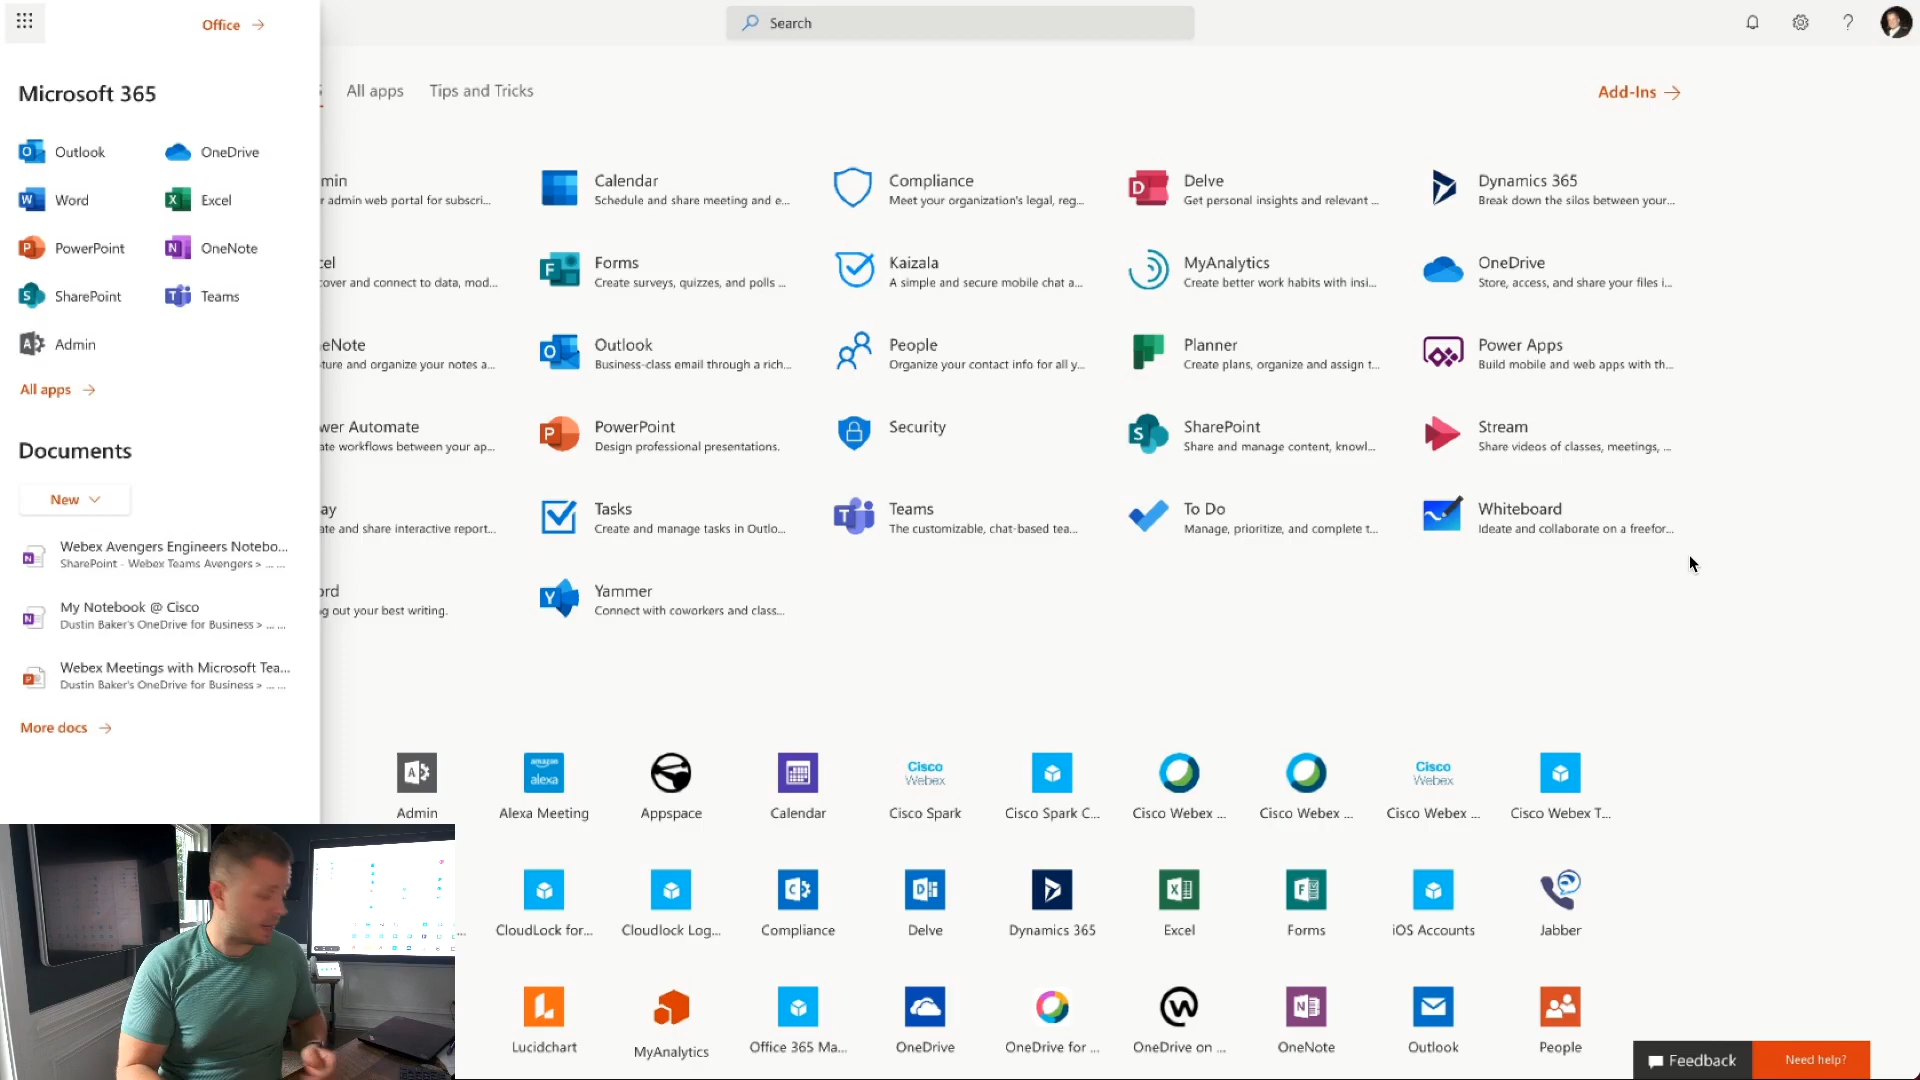 Office
Search
Microsoft 365
All apps
Tips and Tricks
Add-Ins
Outlook
OneDrive
Word
Excel
PowerPoint
OneNote
SharePoint
Teams
Admin
All apps
Documents
New
Webex Avengers Engineers Notebo...
SharePoint - Webex Teams Avengers > ... ...
My Notebook @ Cisco
Dustin Baker's OneDrive for Business > ... ...
Webex Meetings with Microsoft Tea...
Dustin Baker's OneDrive for Business > ... ...
More docs
min
r admin web portal for subscri...
Calendar
Schedule and share meeting and e...
Compliance
Meet your organization's legal, reg...
Delve
Get personal insights and relevant ...
Dynamics 365
Break down the silos between your...
cel
cover and connect to data, mod...
Forms
Create surveys, quizzes, and polls ...
Kaizala
A simple and secure mobile chat a...
MyAnalytics
Create better work habits with insi...
OneDrive
Store, access, and share your files i...
eNote
ture and organize your notes a...
Outlook
Business-class email through a rich...
People
Organize your contact info for all y...
Planner
Create plans, organize and assign t...
Power Apps
Build mobile and web apps with th...
wer Automate
ate workflows between your ap...
PowerPoint
Design professional presentations.
Security
SharePoint
Share and manage content, knowl...
Stream
Share videos of classes, meetings, ...
ay
ate and share interactive report...
Tasks
Create and manage tasks in Outlo...
Teams
The customizable, chat-based tea...
To Do
Manage, prioritize, and complete t...
Whiteboard
Ideate and collaborate on a freefor...
ord
g out your best writing.
Yammer
Connect with coworkers and class...
amazon
alexa
Cisco
Webex
Cisco
Webex
Admin
Alexa Meeting
Appspace
Calendar
Cisco Spark
Cisco Spark C...
Cisco Webex ...
Cisco Webex ...
Cisco Webex ...
Cisco Webex T...
...
CloudLock for...
Cloudlock Log...
Compliance
Delve
Dynamics 365
Excel
Forms
iOS Accounts
Jabber
Lucidchart
MyAnalytics
Office 365 Ma...
OneDrive
OneDrive for ...
OneDrive on ...
OneNote
Outlook
People
Feedback
Need help?